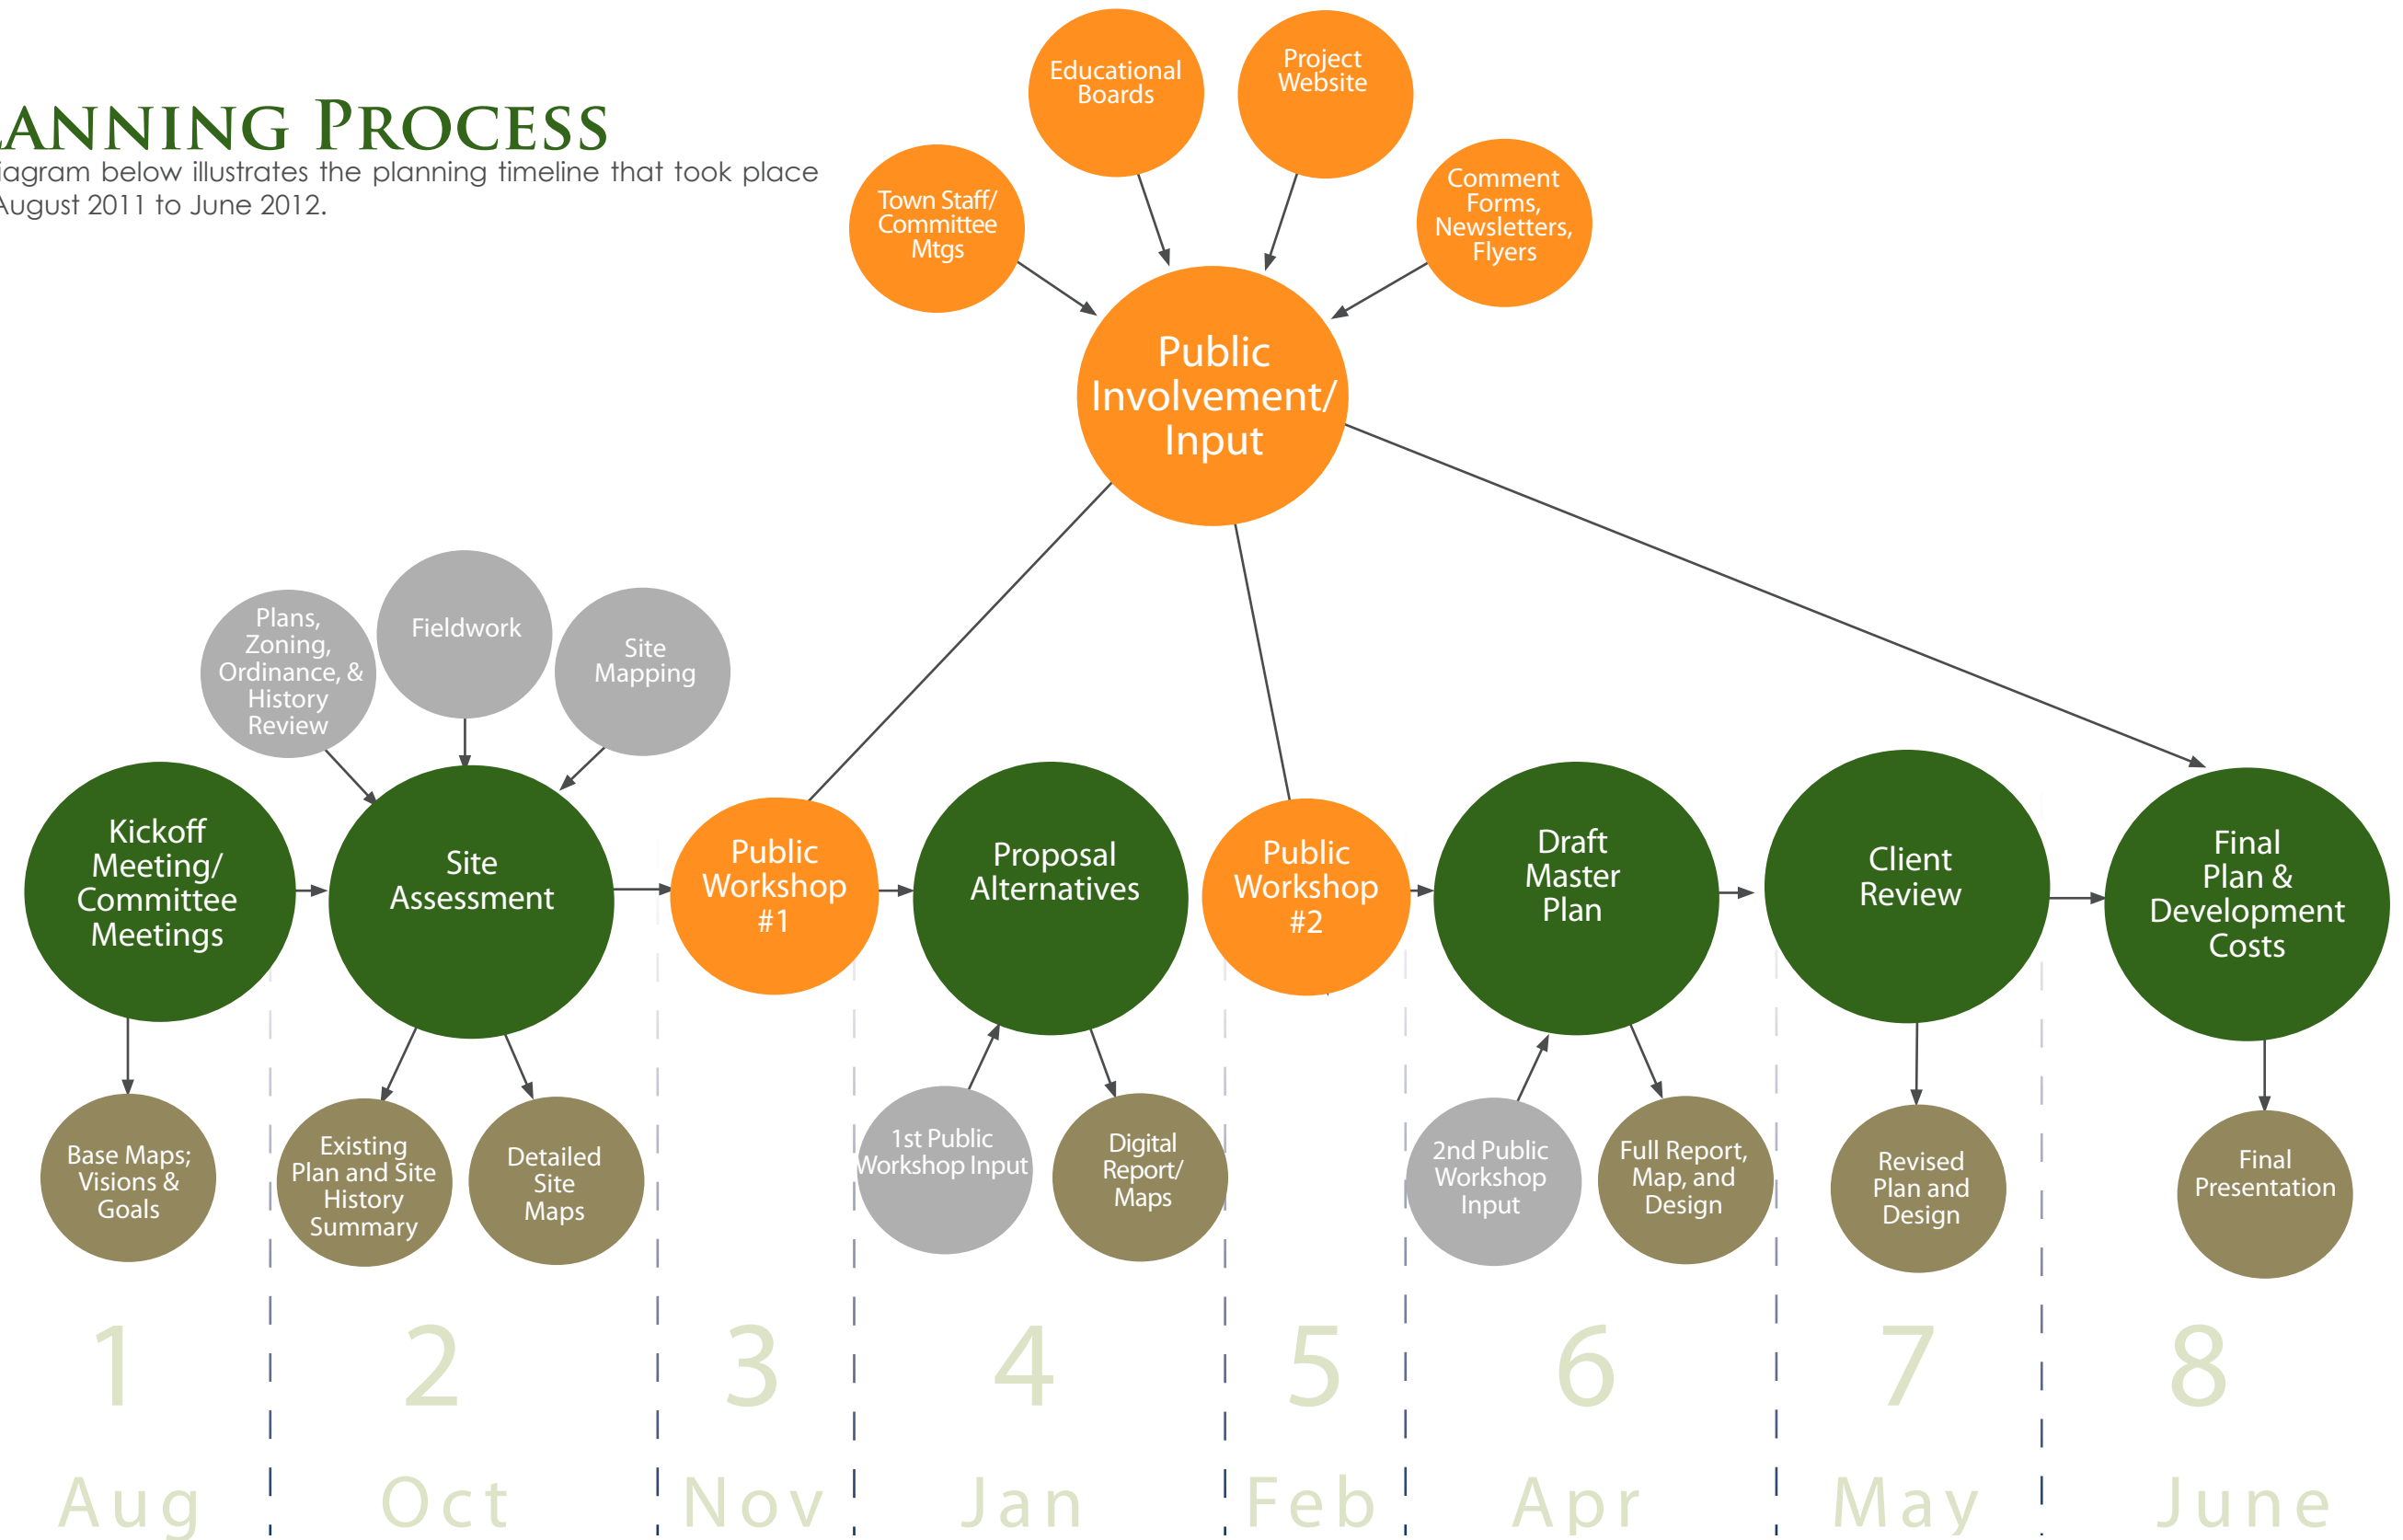 ANNING PROCESS
iagram below illustrates the planning timeline that took place
August 2011 to June 2012.
Educational
Boards
Project
Website
Town Staff/
Committee
Mtgs
Comment
Forms,
Newsletters,
Flyers
Public
Involvement/
Input
Plans,
Zoning,
Ordinance, &
History
Review
Fieldwork
Site
Mapping
Kickoff
Meeting/
Committee
Meetings
Site
Assessment
Public
Workshop
#1
Proposal
Alternatives
Public
Workshop
#2
Draft
Master
Plan
Client
Review
Final
Plan &
Development
Costs
Base Maps;
Visions &
Goals
Existing
Plan and Site
History
Summary
Detailed
Site
Maps
1st Public
Workshop Input
Digital
Report/
Maps
2nd Public
Workshop
Input
Full Report,
Map, and
Design
Revised
Plan and
Design
Final
Presentation
1 2 3 4 5 6 7 8
Aug Oct Nov Jan Feb Apr May June